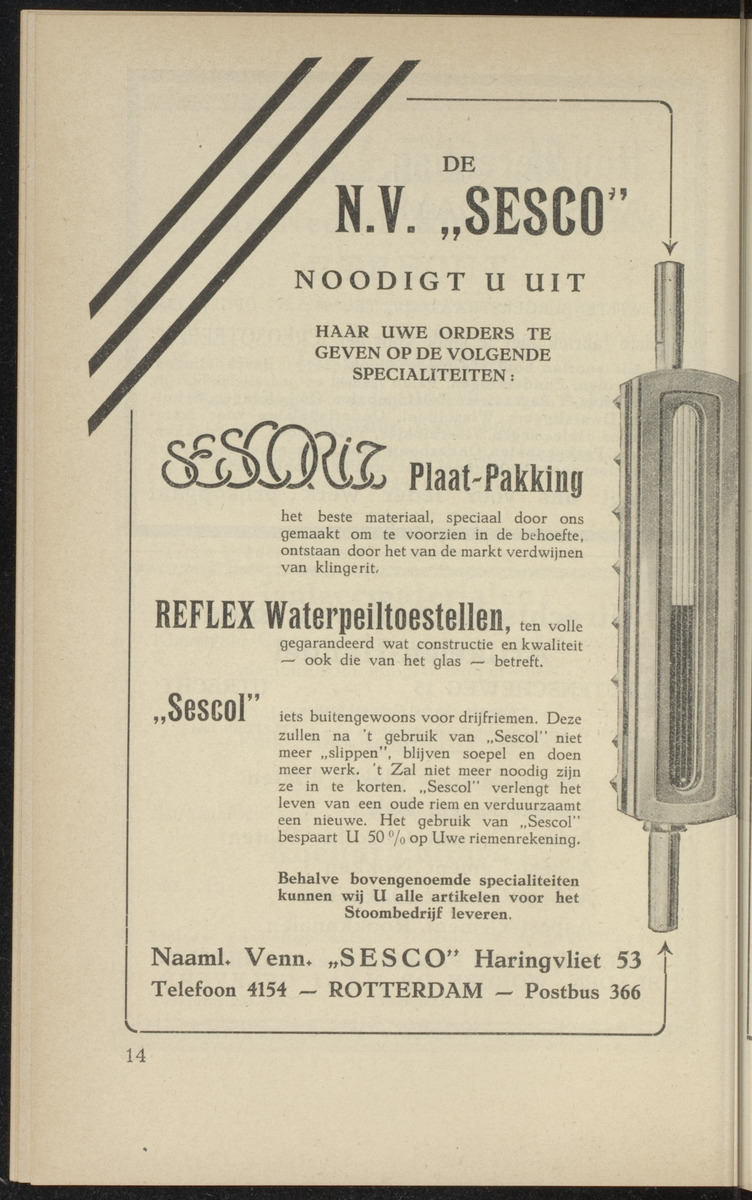 DE
N.V. „SESCO”
NOODIGT U UIT
HAAR UWE ORDERS TE
GEVEN OP DE VOLGENDE
SPECIALITEITEN :
SESCORIT Plaat-Pakking
het beste materiaal, speciaal door ons
gemaakt om te voorzien in de behoefte,
ontstaan door het van de markt verdwijnen
van klingerit.
REFLEX Waterpeiltoestellen, ten volle
gegarandeerd wat constructie en kwaliteit
— ook die van het glas — betreft.
„Sescol”
iets buitengewoons voor drijfriemen. Deze
zullen na 't gebruik van „Sescol” niet
meer „slippen”, blijven soepel en doen
meer werk. 't Zal niet meer noodig zijn
ze in te korten. „Sescol” verlengt het
leven van een oude riem en verduurzaamt
een nieuwe. Het gebruik van „Sescol”
bespaart U 50 % op Uwe riemenrekening.
Behalve bovengenoemde specialiteiten
kunnen wij U alle artikelen voor het
Stoombedrijf leveren.
Naaml. Venn. „SESCO” Haringvliet 53
Telefoon 4154 — ROTTERDAM — Postbus 366
14